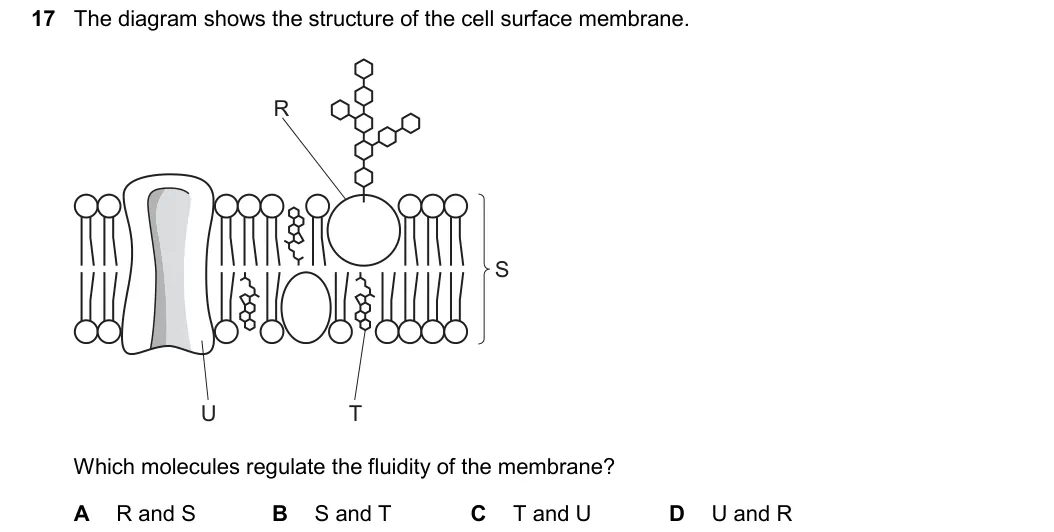 17 The diagram shows the structure of the cell surface membrane.
R
S
U
T
Which molecules regulate the fluidity of the membrane?
A R and S B S and T C T and U D U and R